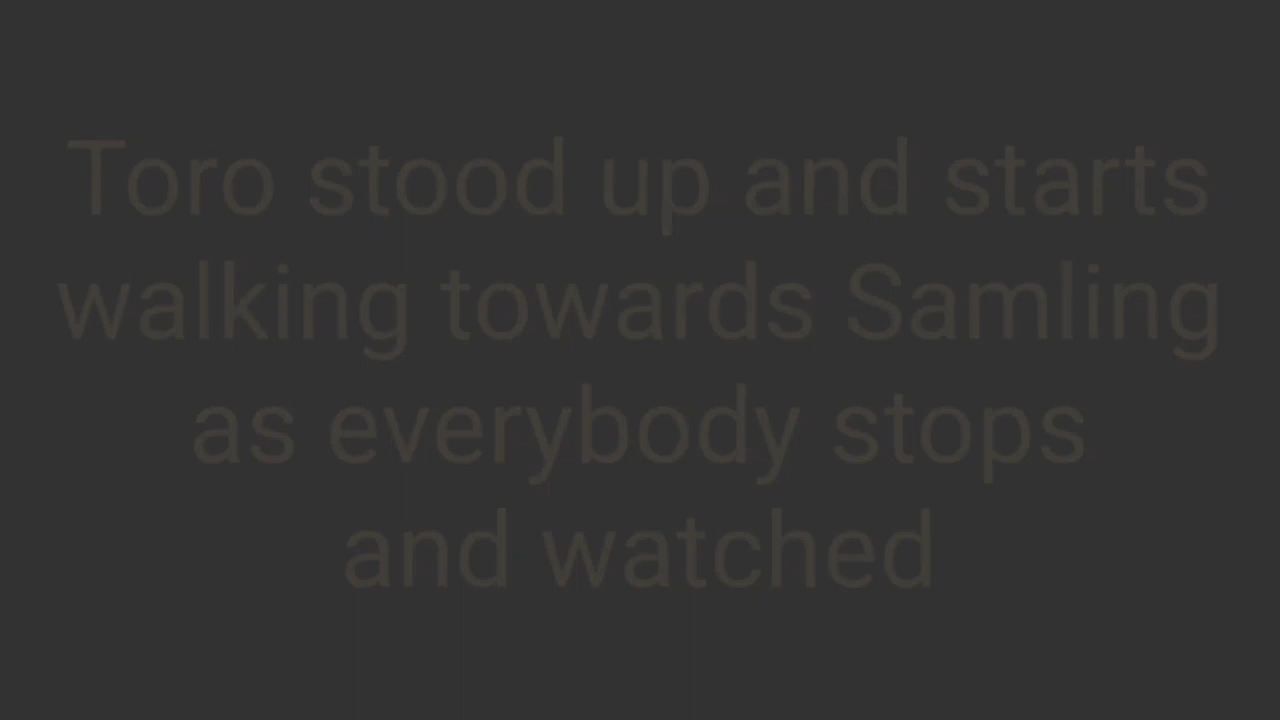 Toro stood up and starts
walking towards Samling
as everybody stops
and watched